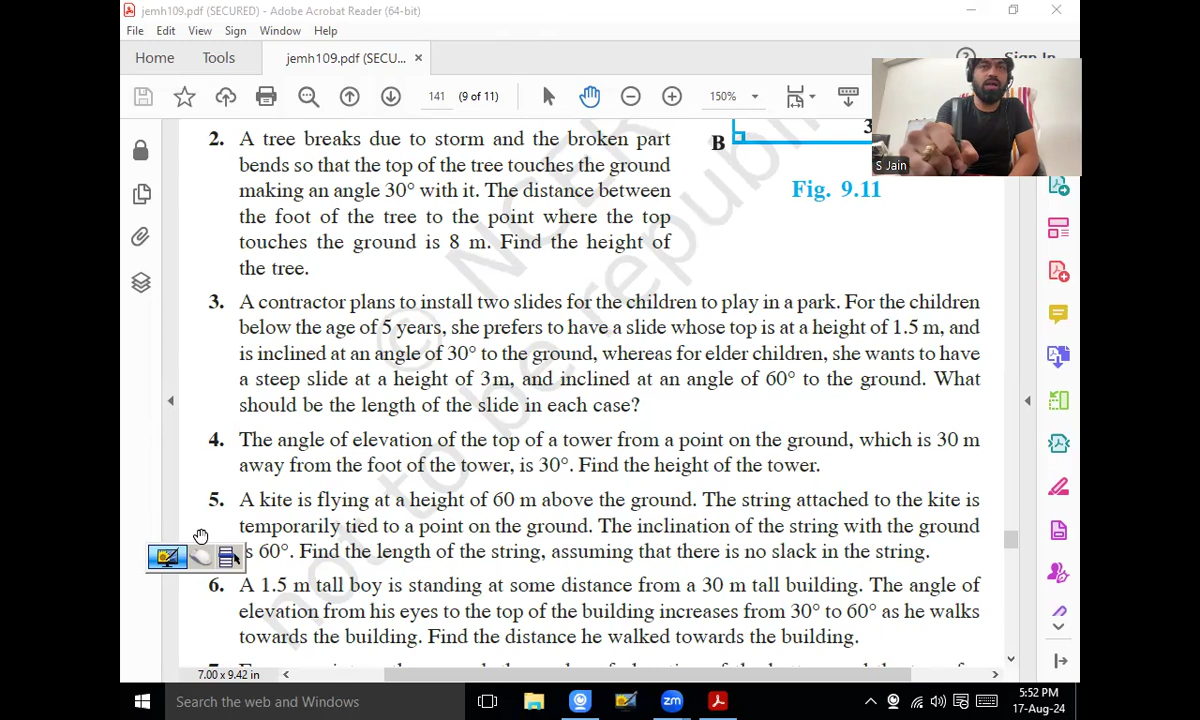 jemh109.pdf (SECURED) - Adobe Acrobat Reader (64-bit)
File Edit View Sign Window Help
Home Tools jemh109.pdf (SECU... × ? Sign In
141 (9 of 11) 150%
2. A tree breaks due to storm and the broken part
bends so that the top of the tree touches the ground
making an angle 30° with it. The distance between
the foot of the tree to the point where the top
touches the ground is 8 m. Find the height of
the tree.
B 3
Fig. 9.11
S Jain
3. A contractor plans to install two slides for the children to play in a park. For the children
below the age of 5 years, she prefers to have a slide whose top is at a height of 1.5 m, and
is inclined at an angle of 30° to the ground, whereas for elder children, she wants to have
a steep slide at a height of 3m, and inclined at an angle of 60° to the ground. What
should be the length of the slide in each case?
4. The angle of elevation of the top of a tower from a point on the ground, which is 30 m
away from the foot of the tower, is 30°. Find the height of the tower.
5. A kite is flying at a height of 60 m above the ground. The string attached to the kite is
temporarily tied to a point on the ground. The inclination of the string with the ground
s 60°. Find the length of the string, assuming that there is no slack in the string.
6. A 1.5 m tall boy is standing at some distance from a 30 m tall building. The angle of
elevation from his eyes to the top of the building increases from 30° to 60° as he walks
towards the building. Find the distance he walked towards the building.
© NCER
not to be republi
7.00 x 9.42 in
Search the web and Windows
zm
5:52 PM
17-Aug-24